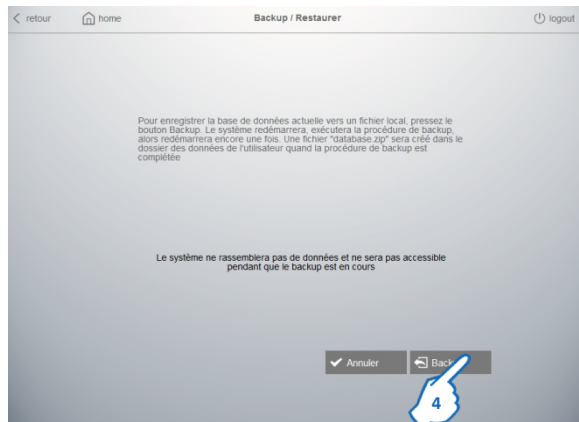 retour
home
Backup / Restaurer
logout
Pour enregistrer la base de données actuelle vers un fichier local, pressez le
bouton Backup. Le système redémarrera, exécutera la procédure de backup,
alors redémarrera encore une fois. Une fichier "database.zip" sera créé dans le
dossier des données de l'utilisateur quand la procédure de backup est
complétée
Le système ne rassemblera pas de données et ne sera pas accessible
pendant que le backup est en cours
Annuler
4